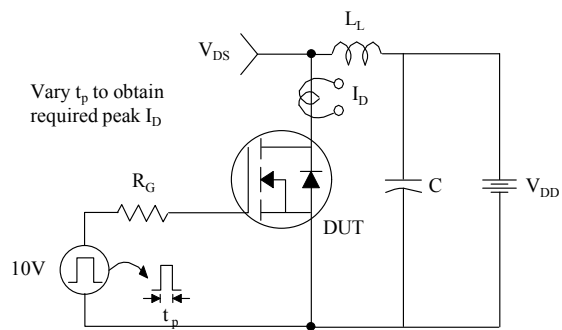 L_L
V_DS
I_D
Vary t_p to obtain
required peak I_D
R_G
C
V_DD
DUT
10V
t_p